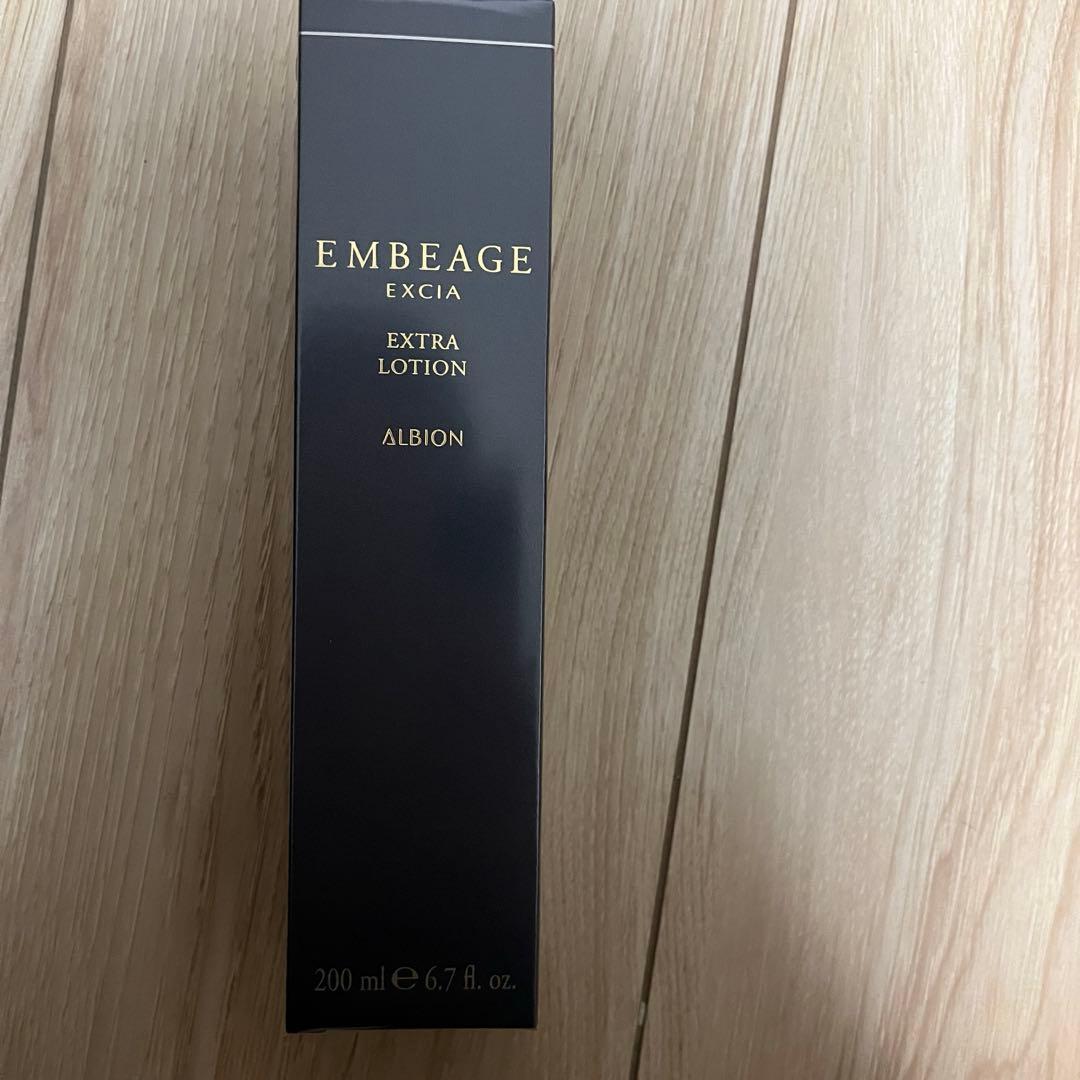 EMBEAGE
EXCIA
EXTRA
LOTION
ALBION
200 ml ℮ 6.7 fl. oz.